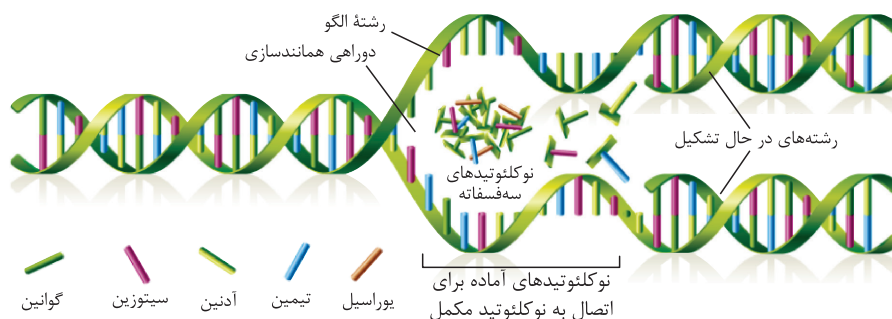 رشتهٔ الگو
دوراهی همانندسازی
رشته‌های در حال تشکیل
نوکلئوتیدهای
سه‌فسفاته
نوکلئوتیدهای آماده برای
اتصال به نوکلئوتید مکمل
یوراسیل
تیمین
آدنین
سیتوزین
گوانین